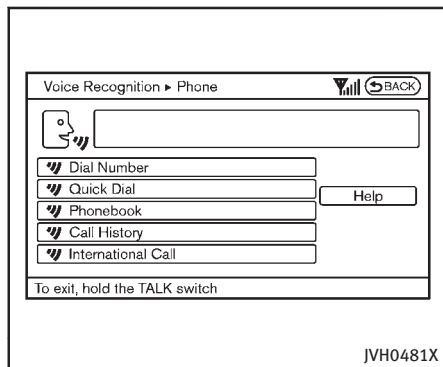 Voice Recognition ▸ Phone BACK
Dial Number
Quick Dial
Help
Phonebook
Call History
International Call
To exit, hold the TALK switch
JVH0481X